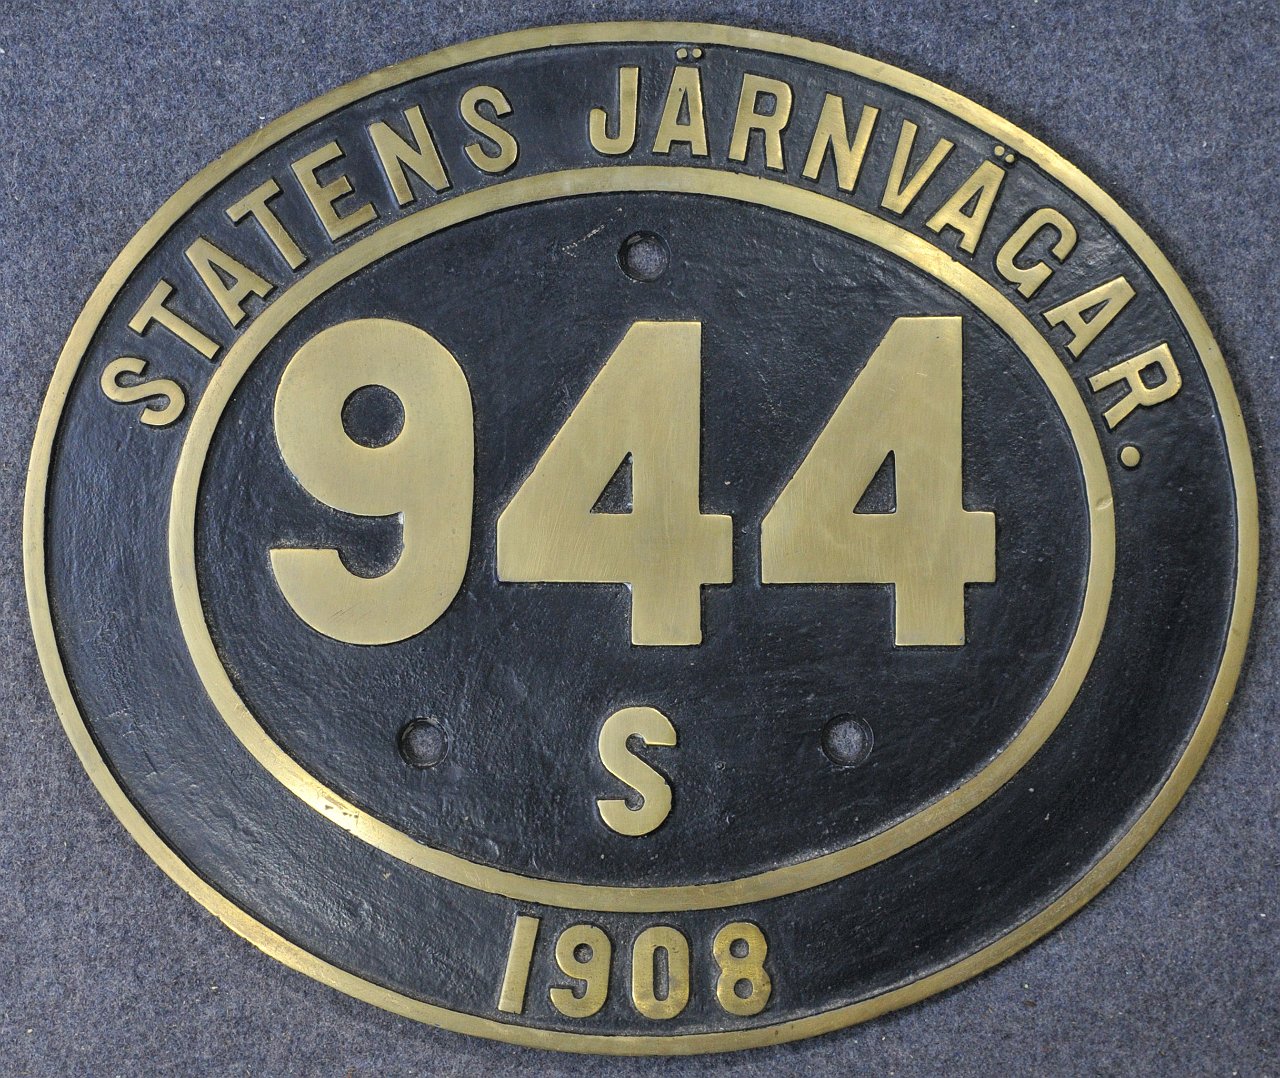 STATENS JÄRNVÄGAR.
944
S
1908